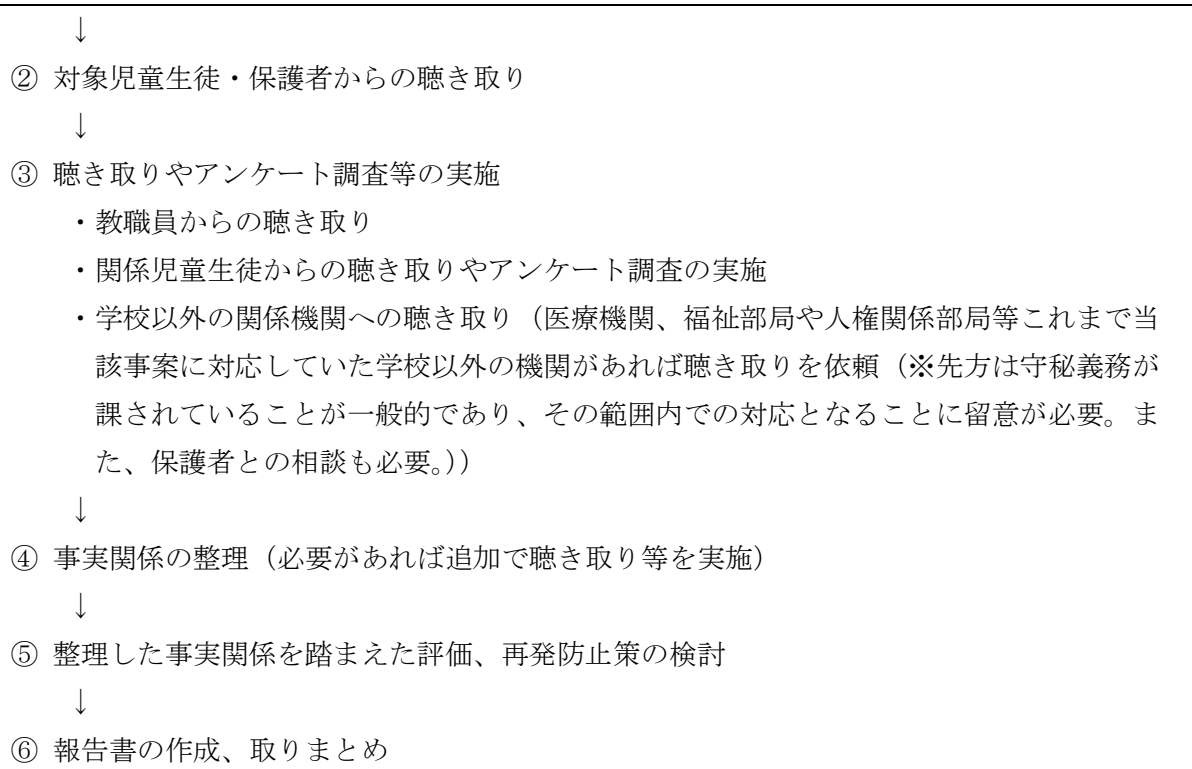 ↓
② 対象児童生徒・保護者からの聴き取り
↓
③ 聴き取りやアンケート調査等の実施
・教職員からの聴き取り
・関係児童生徒からの聴き取りやアンケート調査の実施
・学校以外の関係機関への聴き取り（医療機関、福祉部局や人権関係部局等これまで当
該事案に対応していた学校以外の機関があれば聴き取りを依頼（※先方は守秘義務が
課されていることが一般的であり、その範囲内での対応となることに留意が必要。ま
た、保護者との相談も必要。））
↓
④ 事実関係の整理（必要があれば追加で聴き取り等を実施）
↓
⑤ 整理した事実関係を踏まえた評価、再発防止策の検討
↓
⑥ 報告書の作成、取りまとめ